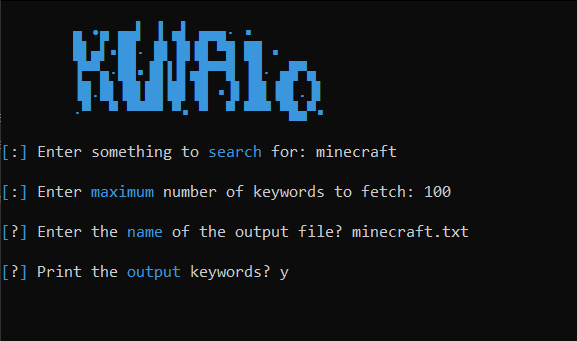 KWAIO
[:] Enter something to search for: minecraft
[:] Enter maximum number of keywords to fetch: 100
[?] Enter the name of the output file? minecraft.txt
[?] Print the output keywords? y